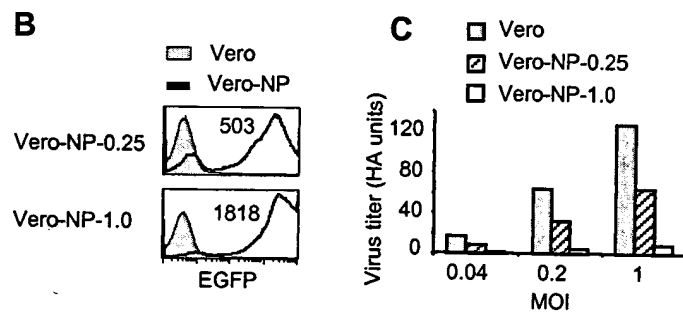 B
Vero
Vero-NP
Vero-NP-0.25
503
Vero-NP-1.0
1818
EGFP
C
Vero
Vero-NP-0.25
Vero-NP-1.0
Virus titer (HA units)
120
80
40
0
0.04 0.2 1
MOI